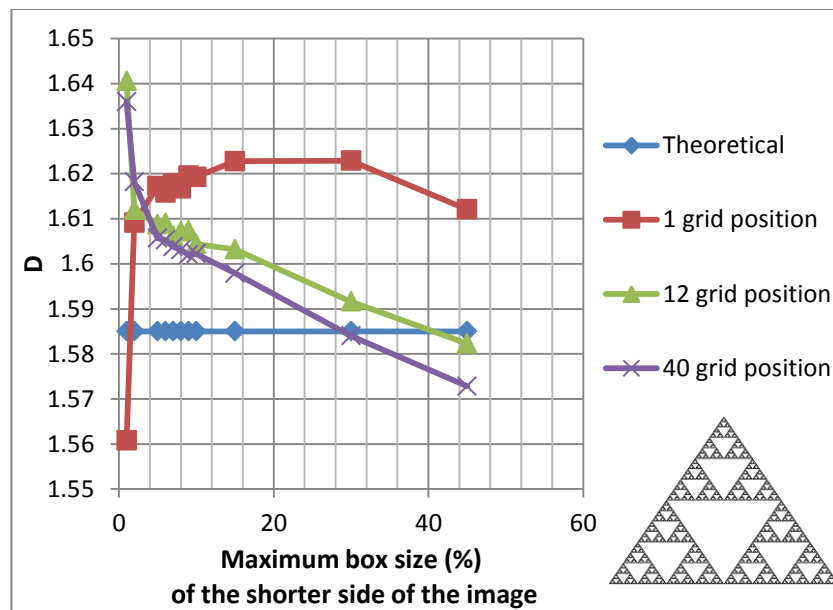 1.65
1.64
1.63
1.62
1.61
1.6
1.59
1.58
1.57
1.56
1.55
D
0 20 40 60
Maximum box size (%)
of the shorter side of the image
Theoretical
1 grid position
12 grid position
40 grid position